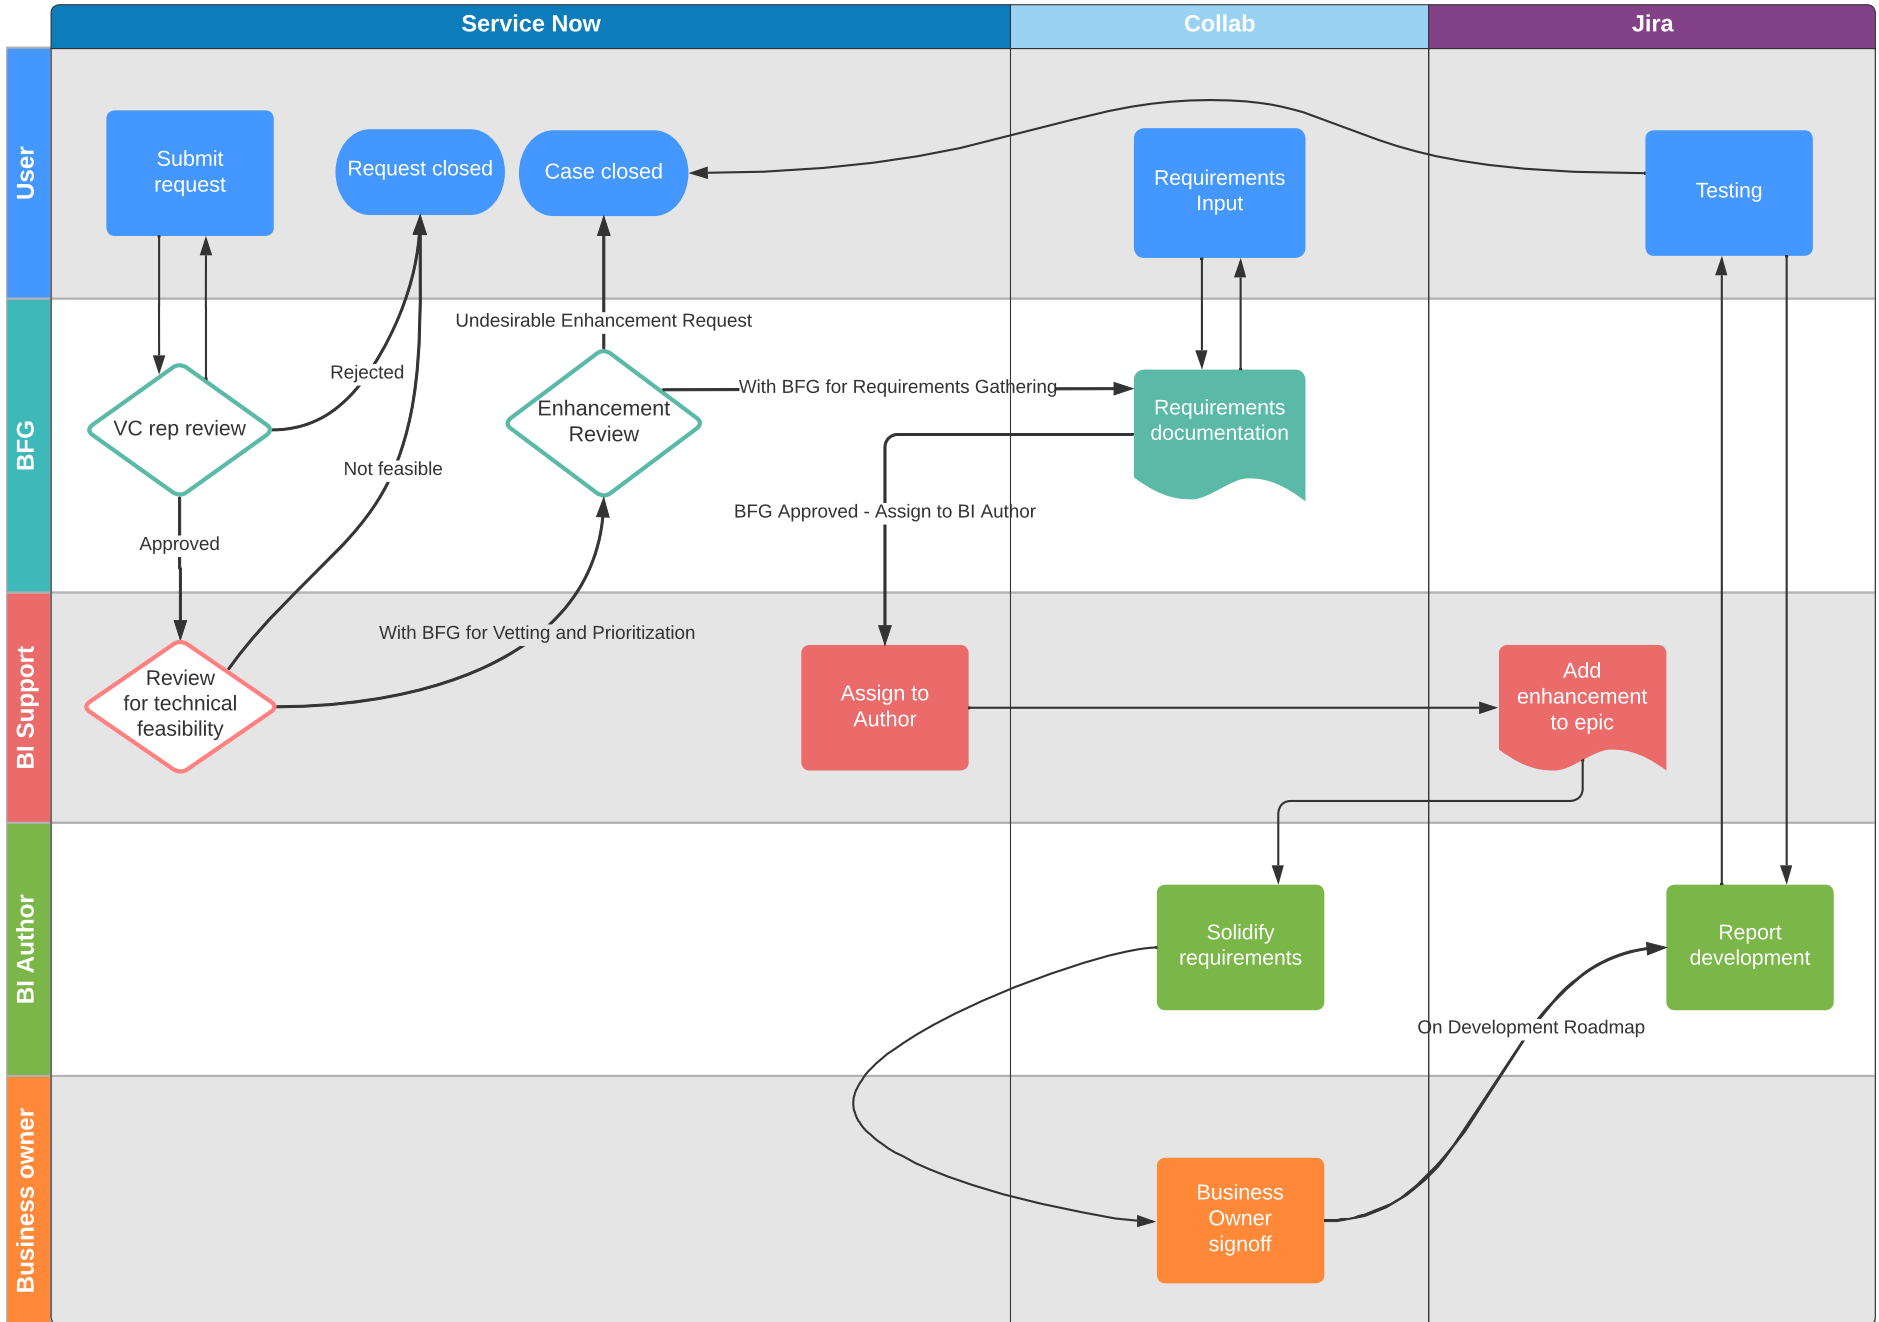 Service Now
Collab
Jira
User
Submit
request
Request closed
Case closed
Requirements
Input
Testing
BFG
Undesirable Enhancement Request
Rejected
VC rep review
Enhancement
Review
With BFG for Requirements Gathering
Requirements
documentation
Not feasible
BFG Approved - Assign to BI Author
Approved
BI Support
With BFG for Vetting and Prioritization
Review
for technical
feasibility
Assign to
Author
Add
enhancement
to epic
BI Author
Solidify
requirements
Report
development
On Development Roadmap
Business owner
Business
Owner
signoff